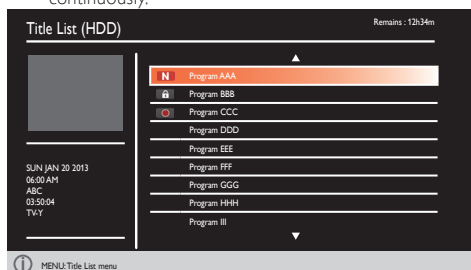 continuously.
Title List (HDD)
Remains : 12h34m
N Program AAA
Program BBB
Program CCC
Program DDD
Program EEE
Program FFF
Program GGG
Program HHH
Program III
SUN JAN 20 2013
06:00 AM
ABC
03:50:04
TV-Y
MENU: Title List menu